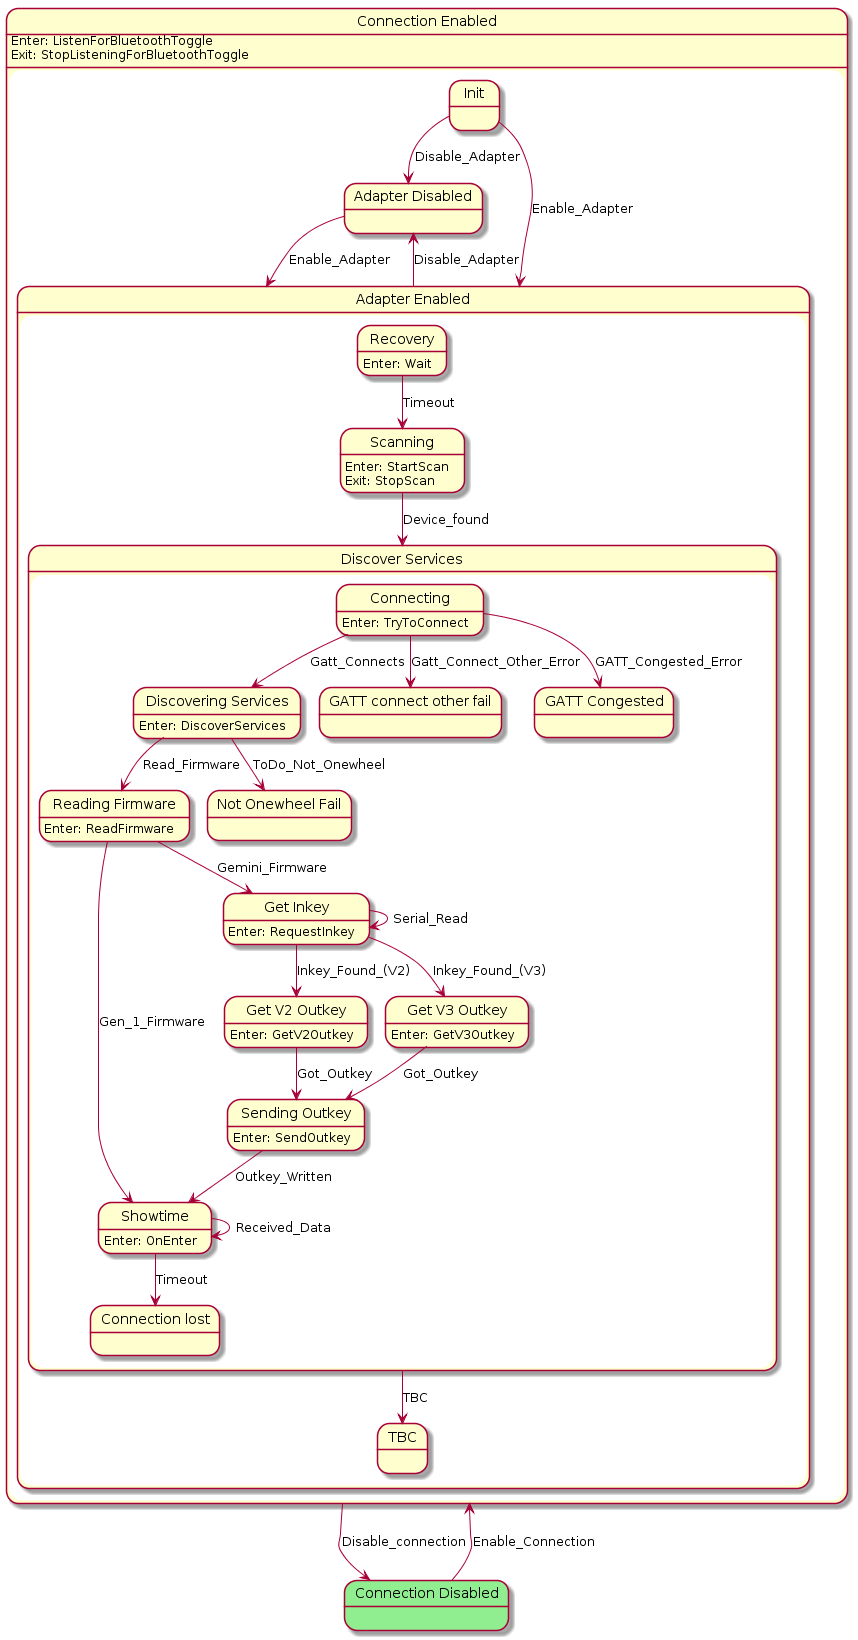 Connection Enabled
Enter: ListenForBluetoothToggle
Exit: StopListeningForBluetoothToggle
Init
Disable_Adapter
Adapter Disabled
Enable_Adapter
Enable_Adapter
Disable_Adapter
Adapter Enabled
Recovery
Enter: Wait
Timeout
Scanning
Enter: StartScan
Exit: StopScan
Device_found
Discover Services
Connecting
Enter: TryToConnect
Gatt_Connects
Gatt_Connect_Other_Error
GATT_Congested_Error
Discovering Services
Enter: DiscoverServices
GATT connect other fail
GATT Congested
Read_Firmware
ToDo_Not_Onewheel
Reading Firmware
Enter: ReadFirmware
Not Onewheel Fail
Gemini_Firmware
Get Inkey
Enter: RequestInkey
Serial_Read
Inkey_Found_(V2)
Inkey_Found_(V3)
Get V2 Outkey
Enter: GetV2Outkey
Get V3 Outkey
Enter: GetV3Outkey
Gen_1_Firmware
Got_Outkey
Got_Outkey
Sending Outkey
Enter: SendOutkey
Outkey_Written
Showtime
Enter: OnEnter
Received_Data
Timeout
Connection lost
TBC
TBC
Disable_connection
Enable_Connection
Connection Disabled